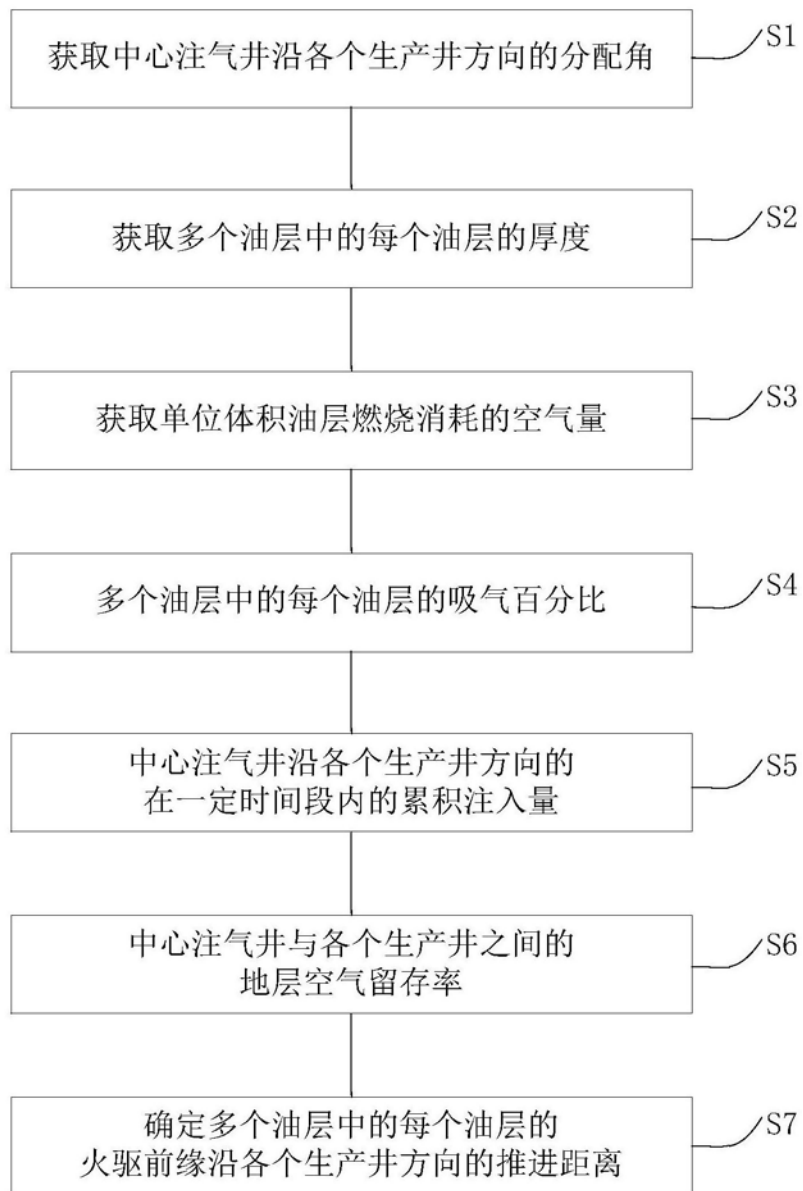 获取中心注气井沿各个生产井方向的分配角
S1
获取多个油层中的每个油层的厚度
S2
获取单位体积油层燃烧消耗的空气量
S3
多个油层中的每个油层的吸气百分比
S4
中心注气井沿各个生产井方向的
在一定时间段内的累积注入量
S5
中心注气井与各个生产井之间的
地层空气留存率
S6
确定多个油层中的每个油层的
火驱前缘沿各个生产井方向的推进距离
S7